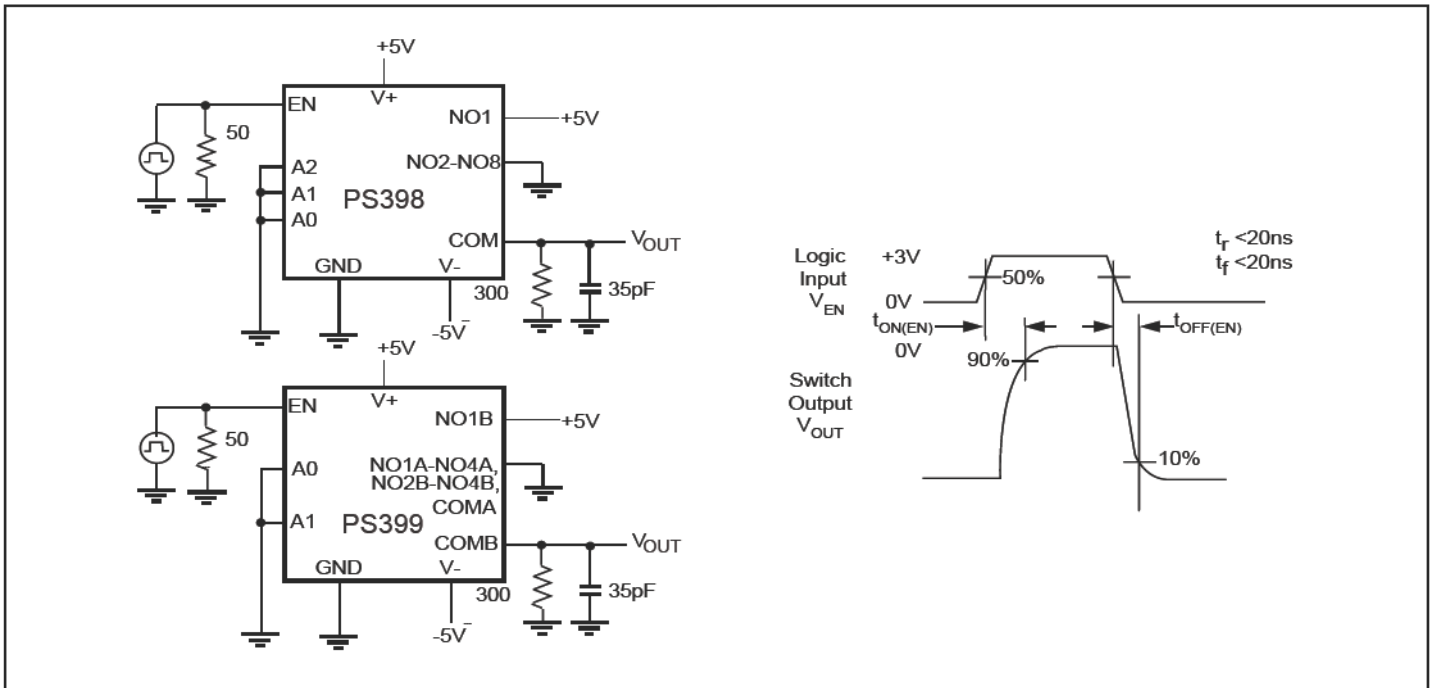 +5V
EN
V+
NO1
+5V
50
NO2-NO8
A2
A1
A0
PS398
COM
VOUT
GND
V-
300
35pF
-5V
+5V
EN
V+
NO1B
+5V
50
A0
NO1A-NO4A,
NO2B-NO4B,
COMA
A1
PS399
COMB
VOUT
GND
V-
300
35pF
-5V
Logic
Input
VEN
+3V
50%
0V
tr <20ns
tf <20ns
tON(EN)
tOFF(EN)
0V
90%
Switch
Output
VOUT
10%